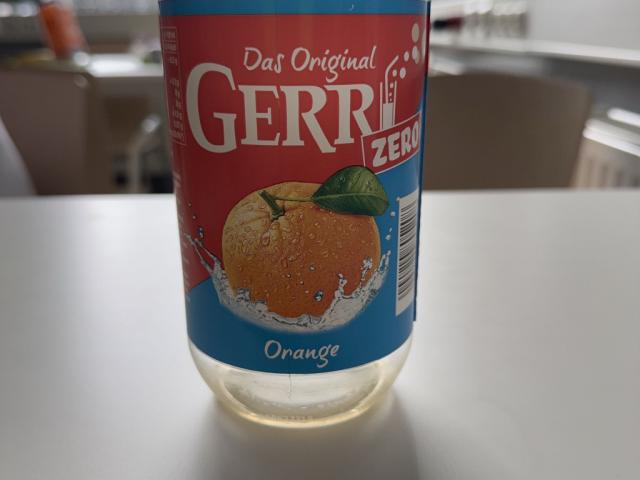 Das Original
GERRI
ZERO
Orange